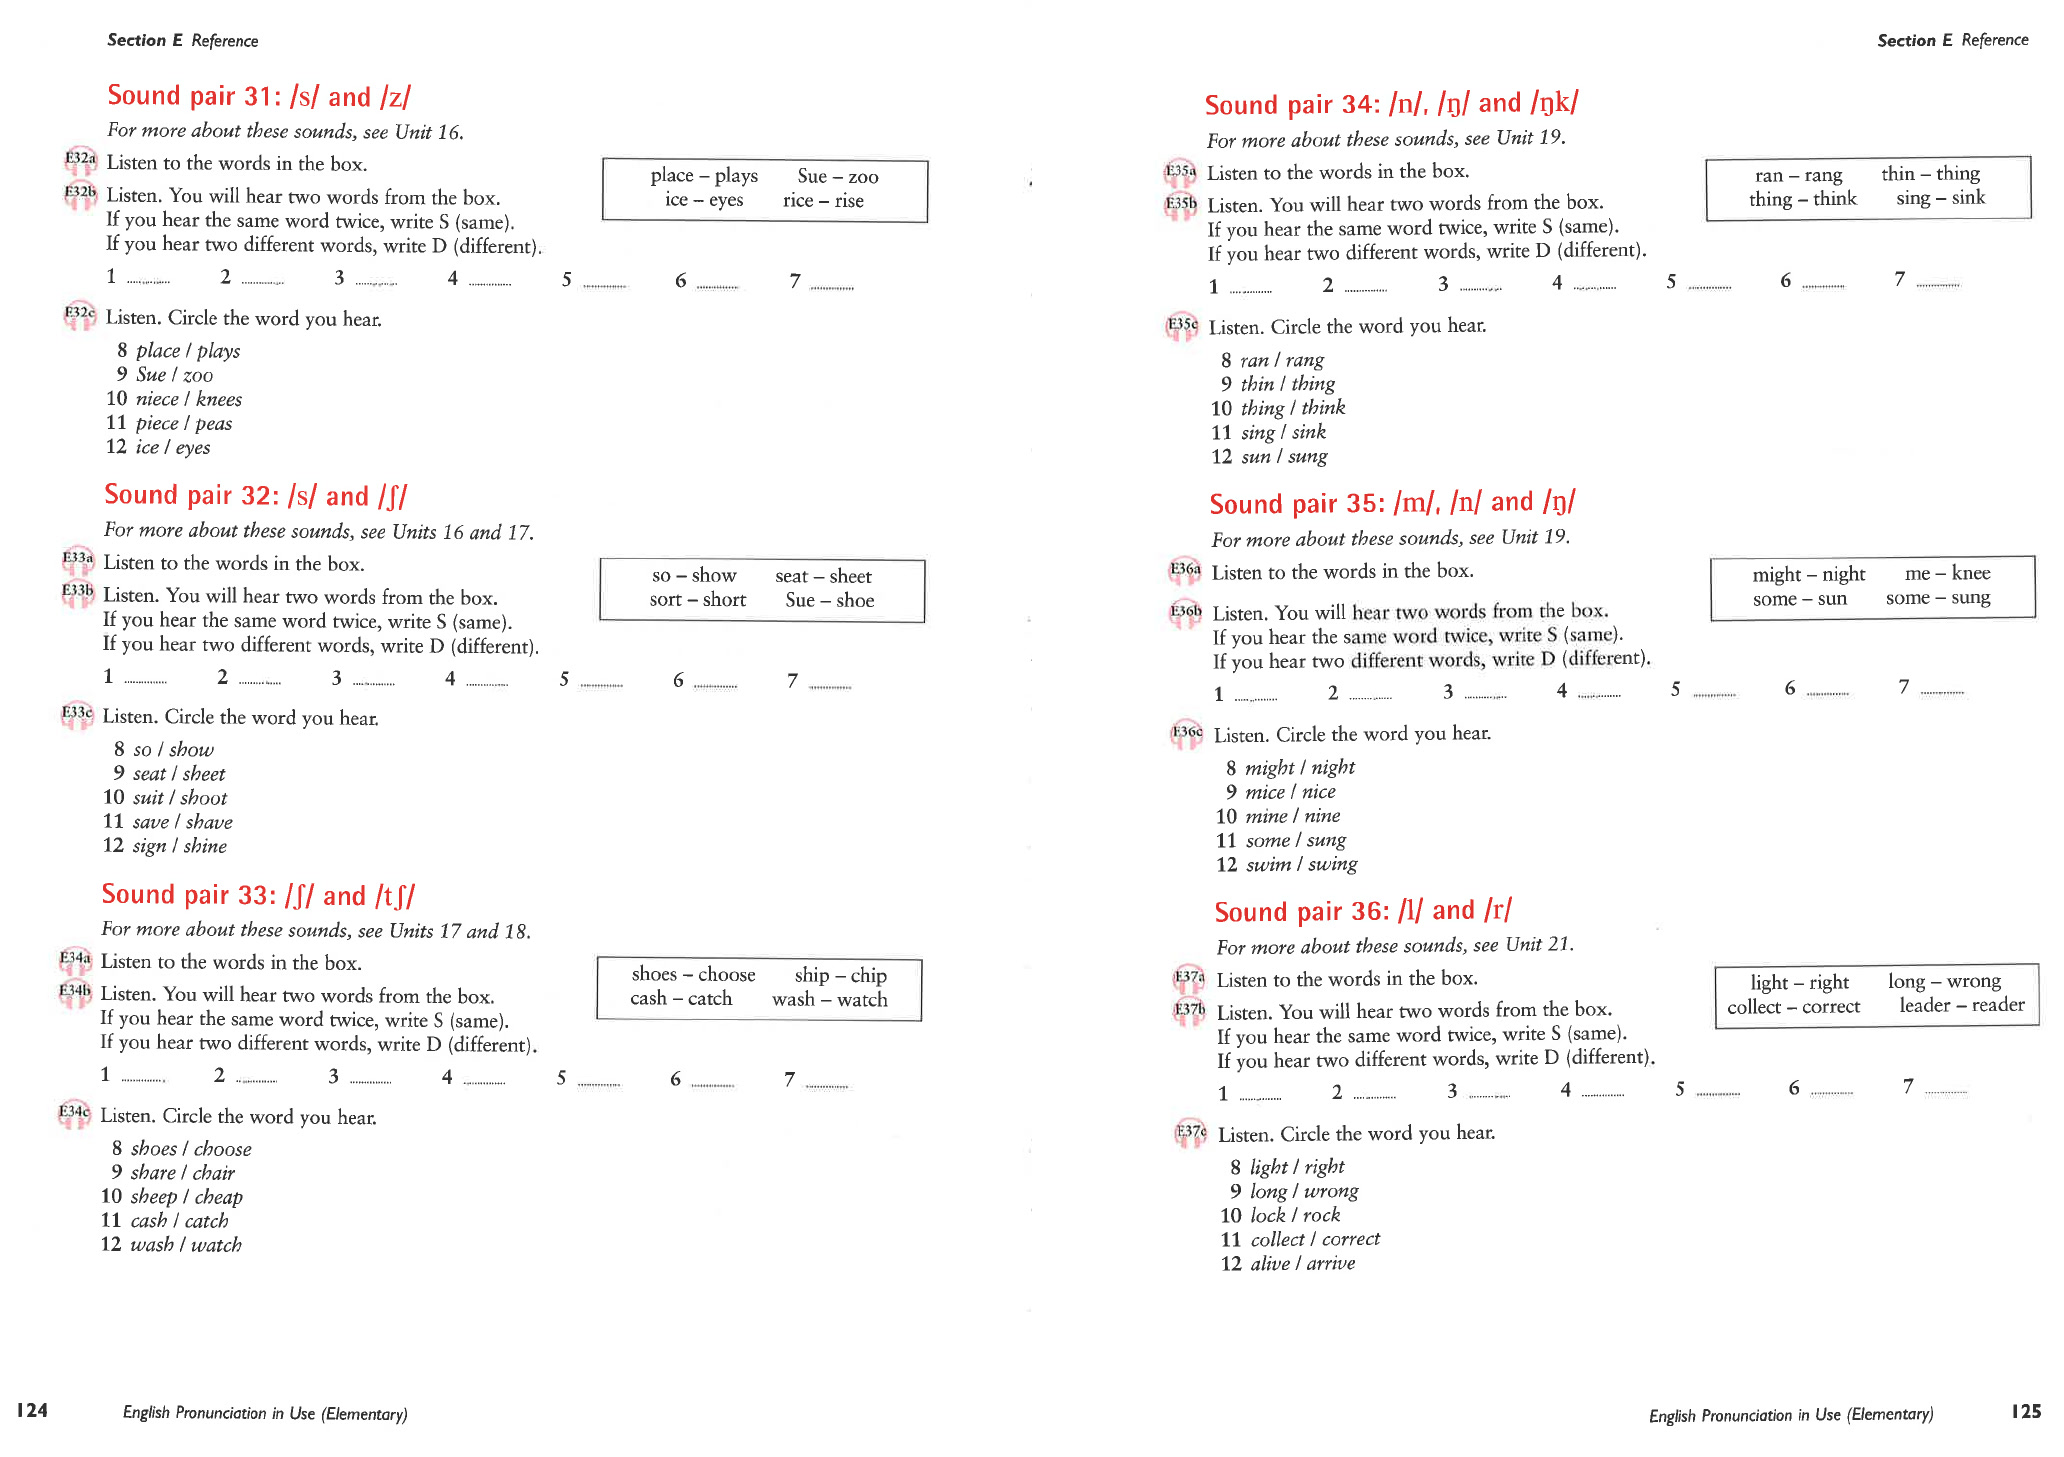 Section E Reference
Sound pair 31: /s/ and /z/
For more about these sounds, see Unit 16.
E32a Listen to the words in the box.
place – plays Sue – zoo
ice – eyes rice – rise
E32b Listen. You will hear two words from the box.
If you hear the same word twice, write S (same).
If you hear two different words, write D (different).
1 ............ 2 ............ 3 ............ 4 ............ 5 ............ 6 ............ 7 ............
E32c Listen. Circle the word you hear.
8 place / plays
9 Sue / zoo
10 niece / knees
11 piece / peas
12 ice / eyes
Sound pair 32: /s/ and /ʃ/
For more about these sounds, see Units 16 and 17.
E33a Listen to the words in the box.
so – show seat – sheet
sort – short Sue – shoe
E33b Listen. You will hear two words from the box.
If you hear the same word twice, write S (same).
If you hear two different words, write D (different).
1 ............ 2 ............ 3 ............ 4 ............ 5 ............ 6 ............ 7 ............
E33c Listen. Circle the word you hear.
8 so / show
9 seat / sheet
10 suit / shoot
11 save / shave
12 sign / shine
Sound pair 33: /ʃ/ and /tʃ/
For more about these sounds, see Units 17 and 18.
E34a Listen to the words in the box.
shoes – choose ship – chip
cash – catch wash – watch
E34b Listen. You will hear two words from the box.
If you hear the same word twice, write S (same).
If you hear two different words, write D (different).
1 ............ 2 ............ 3 ............ 4 ............ 5 ............ 6 ............ 7 ............
E34c Listen. Circle the word you hear.
8 shoes / choose
9 share / chair
10 sheep / cheap
11 cash / catch
12 wash / watch
124 English Pronunciation in Use (Elementary)
Section E Reference
Sound pair 34: /n/, /ŋ/ and /ŋk/
For more about these sounds, see Unit 19.
E35a Listen to the words in the box.
ran – rang thin – thing
thing – think sing – sink
E35b Listen. You will hear two words from the box.
If you hear the same word twice, write S (same).
If you hear two different words, write D (different).
1 ............ 2 ............ 3 ............ 4 ............ 5 ............ 6 ............ 7 ............
E35c Listen. Circle the word you hear.
8 ran / rang
9 thin / thing
10 thing / think
11 sing / sink
12 sun / sung
Sound pair 35: /m/, /n/ and /ŋ/
For more about these sounds, see Unit 19.
E36a Listen to the words in the box.
might – night me – knee
some – sun some – sung
E36b Listen. You will hear two words from the box.
If you hear the same word twice, write S (same).
If you hear two different words, write D (different).
1 ............ 2 ............ 3 ............ 4 ............ 5 ............ 6 ............ 7 ............
E36c Listen. Circle the word you hear.
8 might / night
9 mice / nice
10 mine / nine
11 some / sung
12 swim / swing
Sound pair 36: /l/ and /r/
For more about these sounds, see Unit 21.
E37a Listen to the words in the box.
light – right long – wrong
collect – correct leader – reader
E37b Listen. You will hear two words from the box.
If you hear the same word twice, write S (same).
If you hear two different words, write D (different).
1 ............ 2 ............ 3 ............ 4 ............ 5 ............ 6 ............ 7 ............
E37c Listen. Circle the word you hear.
8 light / right
9 long / wrong
10 lock / rock
11 collect / correct
12 alive / arrive
English Pronunciation in Use (Elementary) 125